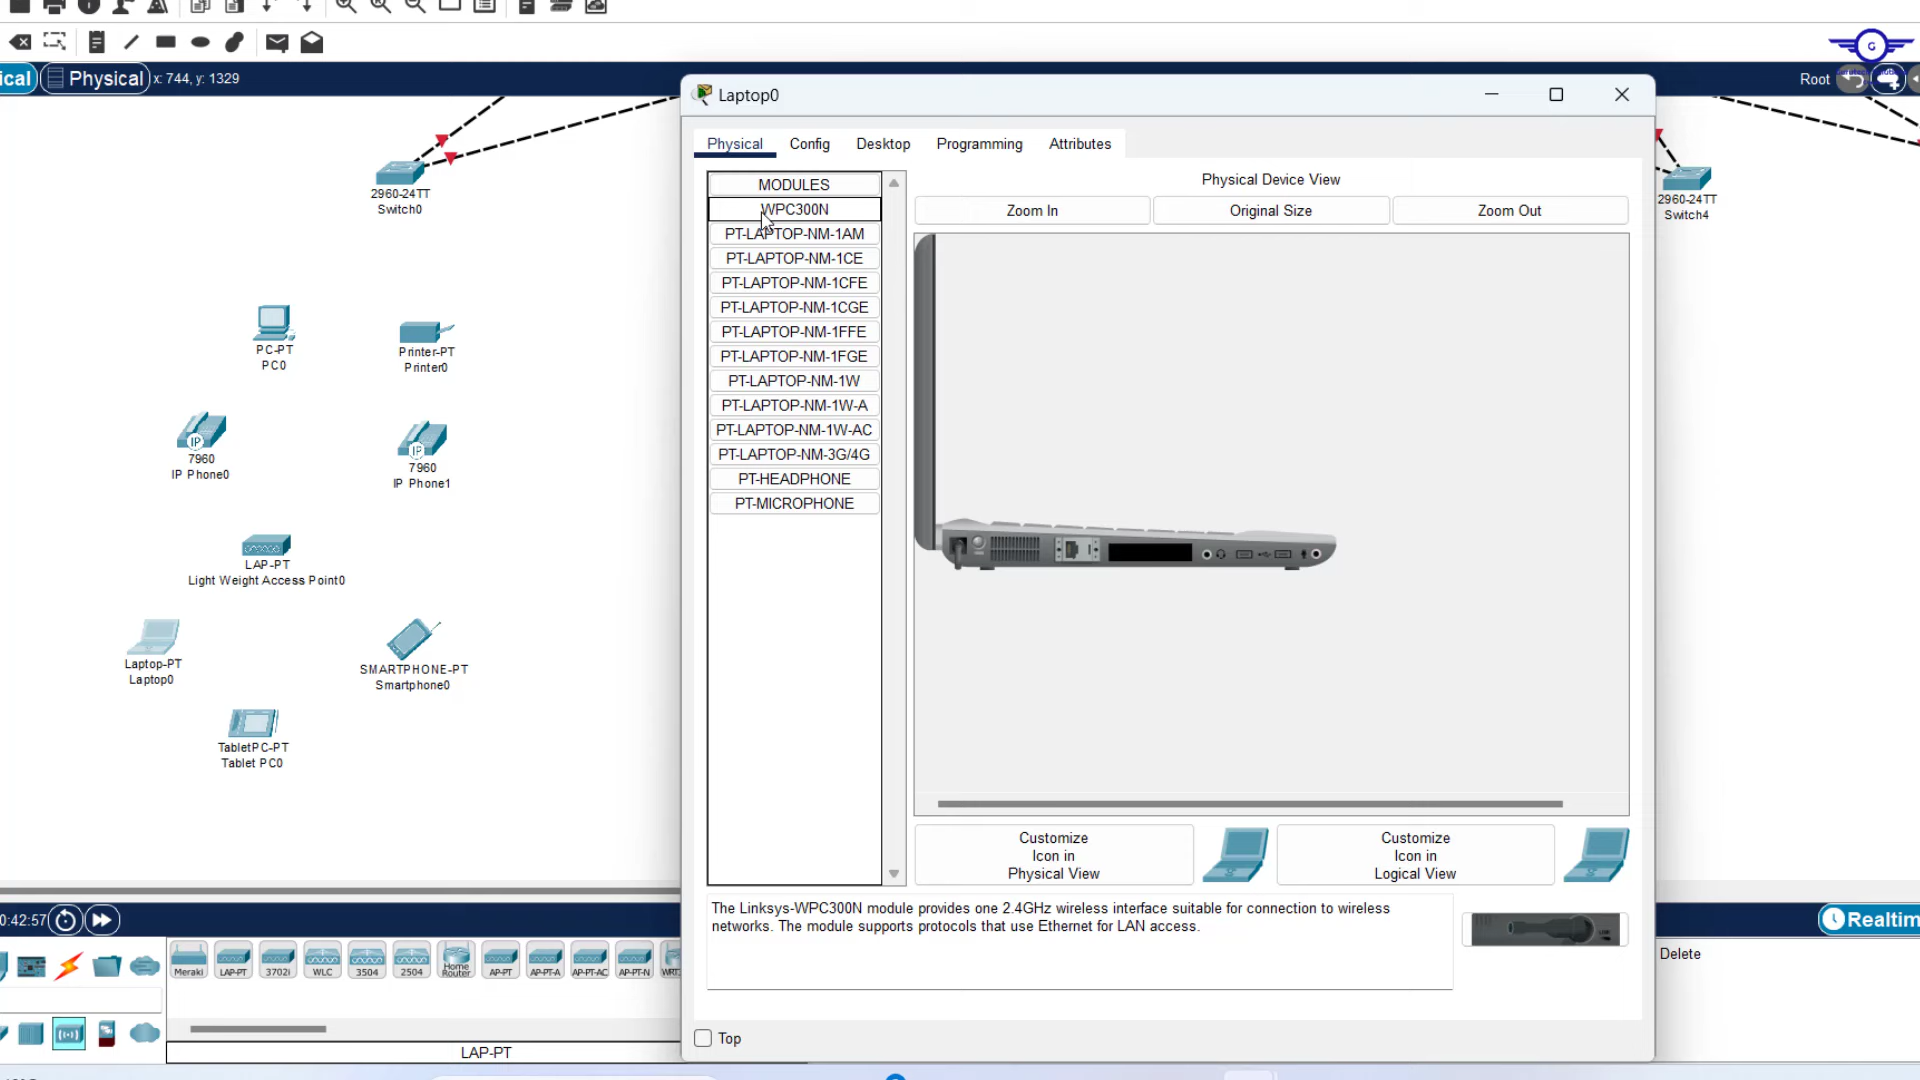 ical
Physical
x: 744, y: 1329
Root
G
Laptop0
Physical
Config
Desktop
Programming
Attributes
MODULES
WPC300N
PT-LAPTOP-NM-1AM
PT-LAPTOP-NM-1CE
PT-LAPTOP-NM-1CFE
PT-LAPTOP-NM-1CGE
PT-LAPTOP-NM-1FFE
PT-LAPTOP-NM-1FGE
PT-LAPTOP-NM-1W
PT-LAPTOP-NM-1W-A
PT-LAPTOP-NM-1W-AC
PT-LAPTOP-NM-3G/4G
PT-HEADPHONE
PT-MICROPHONE
Physical Device View
Zoom In
Original Size
Zoom Out
Customize
Icon in
Physical View
Customize
Icon in
Logical View
The Linksys-WPC300N module provides one 2.4GHz wireless interface suitable for connection to wireless
networks. The module supports protocols that use Ethernet for LAN access.
Top
2960-24TT
Switch0
2960-24TT
Switch4
PC-PT
PC0
Printer-PT
Printer0
IP
7960
IP Phone0
IP
7960
IP Phone1
LAP-PT
Light Weight Access Point0
Laptop-PT
Laptop0
SMARTPHONE-PT
Smartphone0
TabletPC-PT
Tablet PC0
0:42:57
Realtim
Meraki
LAP-PT
3702i
WLC
3504
2504
Home
Router
AP-PT
AP-PT-A
AP-PT-AC
AP-PT-N
WRT
LAP-PT
Delete